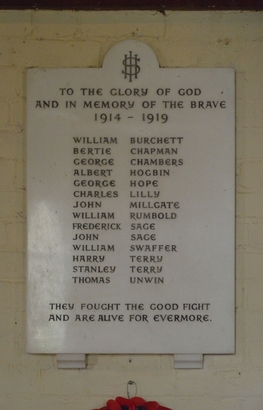 IHS
TO THE GLORY OF GOD
AND IN MEMORY OF THE BRAVE
1914 – 1919
WILLIAM BURCHETT
BERTIE CHAPMAN
GEORGE CHAMBERS
ALBERT HOGBIN
GEORGE HOPE
CHARLES LILLY
JOHN MILLGATE
WILLIAM RUMBOLD
FREDERICK SAGE
JOHN SAGE
WILLIAM SWAFFER
HARRY TERRY
STANLEY TERRY
THOMAS UNWIN
THEY FOUGHT THE GOOD FIGHT
AND ARE ALIVE FOR EVERMORE.